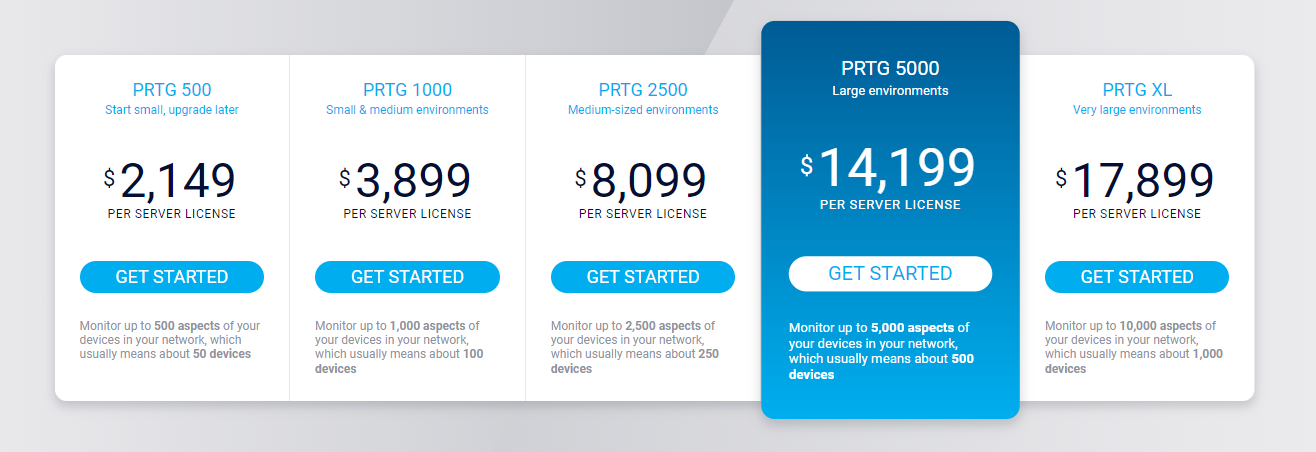 PRTG 500
Start small, upgrade later
$2,149
PER SERVER LICENSE
GET STARTED
Monitor up to 500 aspects of your
devices in your network, which
usually means about 50 devices
PRTG 1000
Small & medium environments
$3,899
PER SERVER LICENSE
GET STARTED
Monitor up to 1,000 aspects of
your devices in your network,
which usually means about 100
devices
PRTG 2500
Medium-sized environments
$8,099
PER SERVER LICENSE
GET STARTED
Monitor up to 2,500 aspects of
your devices in your network,
which usually means about 250
devices
PRTG 5000
Large environments
$14,199
PER SERVER LICENSE
GET STARTED
Monitor up to 5,000 aspects of
your devices in your network,
which usually means about 500
devices
PRTG XL
Very large environments
$17,899
PER SERVER LICENSE
GET STARTED
Monitor up to 10,000 aspects of
your devices in your network,
which usually means about 1,000
devices